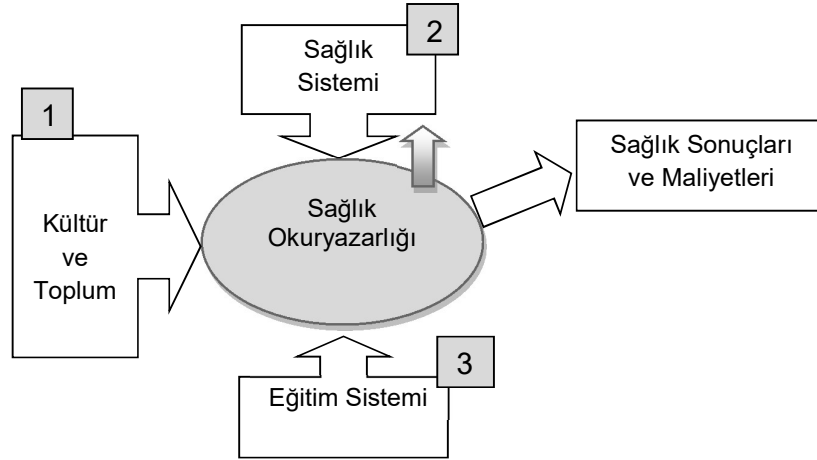 1
Kültür
ve
Toplum
2
Sağlık
Sistemi
Sağlık
Okuryazarlığı
3
Eğitim Sistemi
Sağlık Sonuçları
ve Maliyetleri